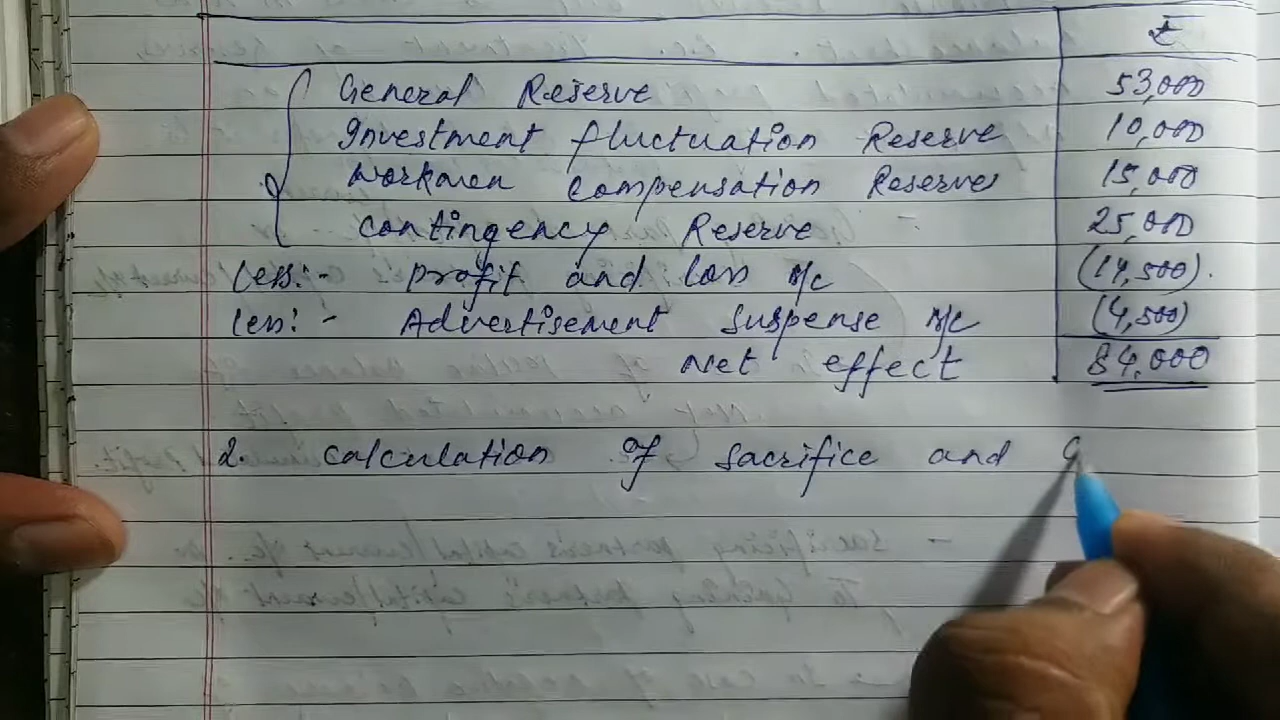 ₹
General Reserve 53,000
Investment fluctuation Reserve 10,000
Workmen compensation Reserve 15,000
contingency Reserve 25,000
Less:- profit and loss A/c (14,500).
Less:- Advertisement Suspense A/c (4,500)
Net effect 84,000
2. calculation of sacrifice and G